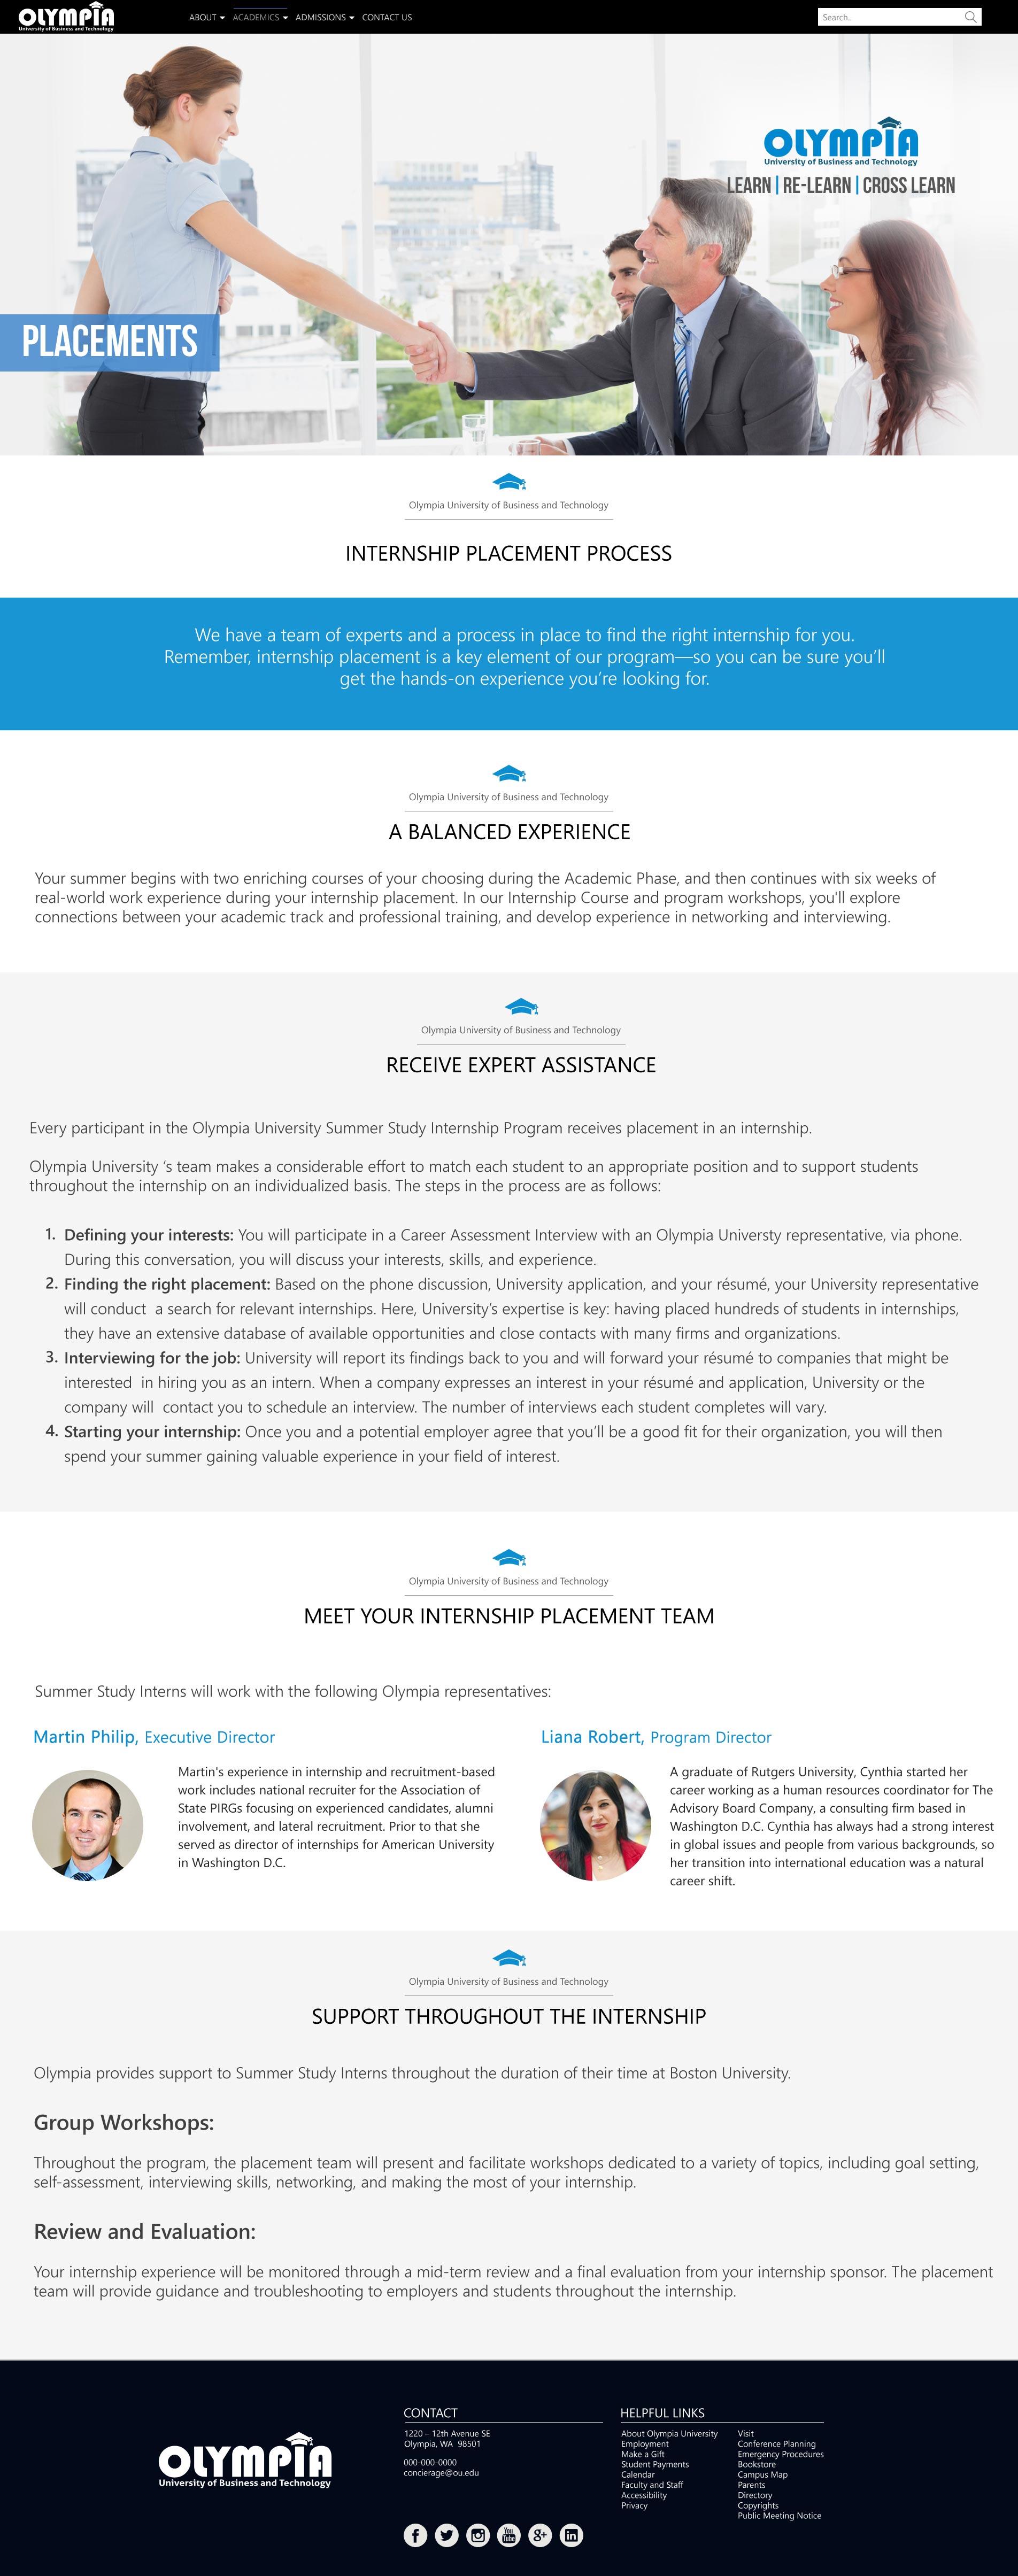 OLYMPIA
University of Business and Technology
ABOUT ACADEMICS ADMISSIONS CONTACT US
Search..
OLYMPIA
University of Business and Technology
LEARN | RE-LEARN | CROSS LEARN
PLACEMENTS
Olympia University of Business and Technology
INTERNSHIP PLACEMENT PROCESS
We have a team of experts and a process in place to find the right internship for you.
Remember, internship placement is a key element of our program—so you can be sure you’ll
get the hands-on experience you’re looking for.
Olympia University of Business and Technology
A BALANCED EXPERIENCE
Your summer begins with two enriching courses of your choosing during the Academic Phase, and then continues with six weeks of
real-world work experience during your internship placement. In our Internship Course and program workshops, you'll explore
connections between your academic track and professional training, and develop experience in networking and interviewing.
Olympia University of Business and Technology
RECEIVE EXPERT ASSISTANCE
Every participant in the Olympia University Summer Study Internship Program receives placement in an internship.
Olympia University ‘s team makes a considerable effort to match each student to an appropriate position and to support students
throughout the internship on an individualized basis. The steps in the process are as follows:
1. Defining your interests: You will participate in a Career Assessment Interview with an Olympia Universty representative, via phone.
During this conversation, you will discuss your interests, skills, and experience.
2. Finding the right placement: Based on the phone discussion, University application, and your résumé, your University representative
will conduct a search for relevant internships. Here, University’s expertise is key: having placed hundreds of students in internships,
they have an extensive database of available opportunities and close contacts with many firms and organizations.
3. Interviewing for the job: University will report its findings back to you and will forward your résumé to companies that might be
interested in hiring you as an intern. When a company expresses an interest in your résumé and application, University or the
company will contact you to schedule an interview. The number of interviews each student completes will vary.
4. Starting your internship: Once you and a potential employer agree that you’ll be a good fit for their organization, you will then
spend your summer gaining valuable experience in your field of interest.
Olympia University of Business and Technology
MEET YOUR INTERNSHIP PLACEMENT TEAM
Summer Study Interns will work with the following Olympia representatives:
Martin Philip, Executive Director
Martin's experience in internship and recruitment-based
work includes national recruiter for the Association of
State PIRGs focusing on experienced candidates, alumni
involvement, and lateral recruitment. Prior to that she
served as director of internships for American University
in Washington D.C.
Liana Robert, Program Director
A graduate of Rutgers University, Cynthia started her
career working as a human resources coordinator for The
Advisory Board Company, a consulting firm based in
Washington D.C. Cynthia has always had a strong interest
in global issues and people from various backgrounds, so
her transition into international education was a natural
career shift.
Olympia University of Business and Technology
SUPPORT THROUGHOUT THE INTERNSHIP
Olympia provides support to Summer Study Interns throughout the duration of their time at Boston University.
Group Workshops:
Throughout the program, the placement team will present and facilitate workshops dedicated to a variety of topics, including goal setting,
self-assessment, interviewing skills, networking, and making the most of your internship.
Review and Evaluation:
Your internship experience will be monitored through a mid-term review and a final evaluation from your internship sponsor. The placement
team will provide guidance and troubleshooting to employers and students throughout the internship.
OLYMPIA
University of Business and Technology
CONTACT
1220 – 12th Avenue SE
Olympia, WA 98501
000-000-0000
concierage@ou.edu
HELPFUL LINKS
About Olympia University
Employment
Make a Gift
Student Payments
Calendar
Faculty and Staff
Accessibility
Privacy
Visit
Conference Planning
Emergency Procedures
Bookstore
Campus Map
Parents
Directory
Copyrights
Public Meeting Notice
f You Tube g+ in